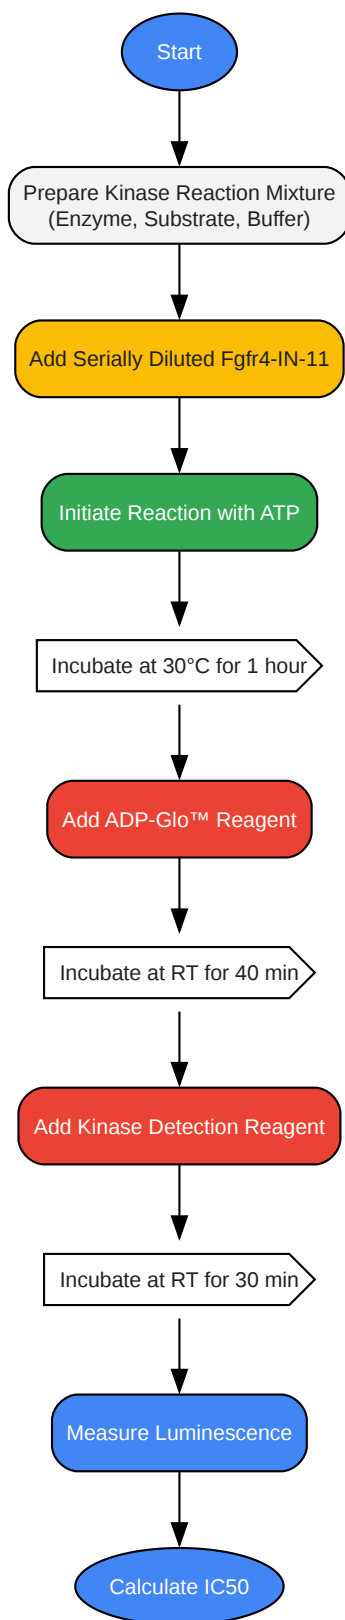 Start
Prepare Kinase Reaction Mixture
(Enzyme, Substrate, Buffer)
Add Serially Diluted Fgfr4-IN-11
Initiate Reaction with ATP
Incubate at 30°C for 1 hour
Add ADP-Glo™ Reagent
Incubate at RT for 40 min
Add Kinase Detection Reagent
Incubate at RT for 30 min
Measure Luminescence
Calculate IC50